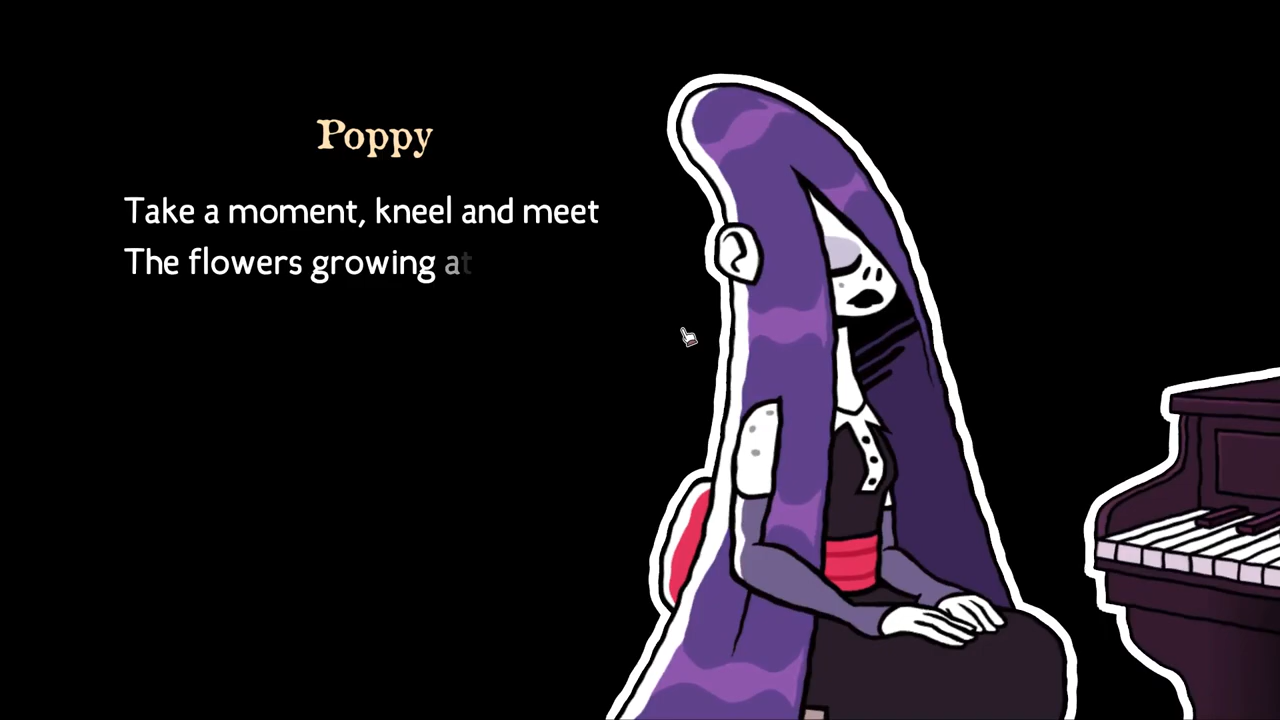 Poppy
Take a moment, kneel and meet
The flowers growing at